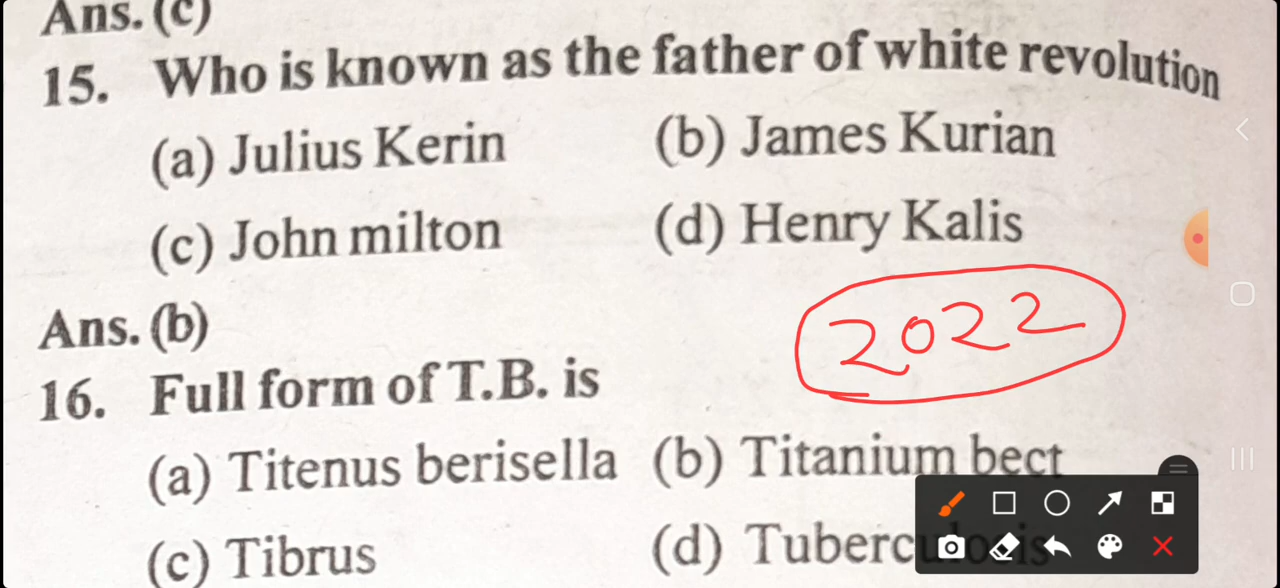 Ans. (c)
15. Who is known as the father of white revolution
(a) Julius Kerin (b) James Kurian
(c) John milton (d) Henry Kalis
Ans. (b)
2022
16. Full form of T.B. is
(a) Titenus berisella (b) Titanium bect
(c) Tibrus (d) Tuberculosis